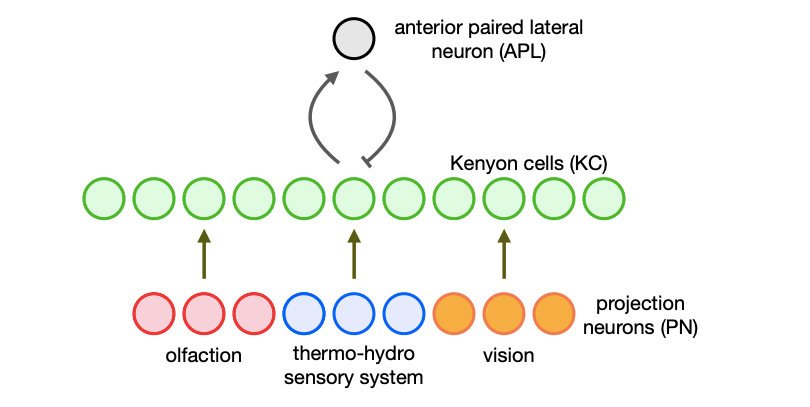 anterior paired lateral
neuron (APL)
Kenyon cells (KC)
projection
neurons (PN)
olfaction
thermo-hydro
sensory system
vision